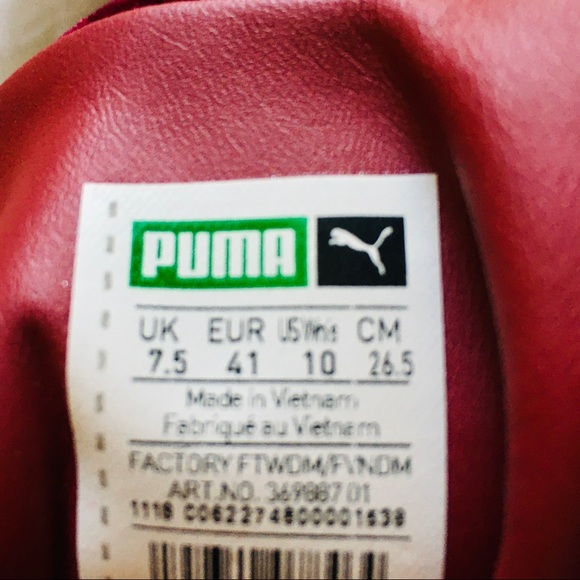 PUMA
UK EUR US Wns CM
7.5 41 10 26.5
Made in Vietnam
Fabriqué au Vietnam
FACTORY FTWDM/FVNDM
ART.NO. 369887 01
1118 C062274800001638